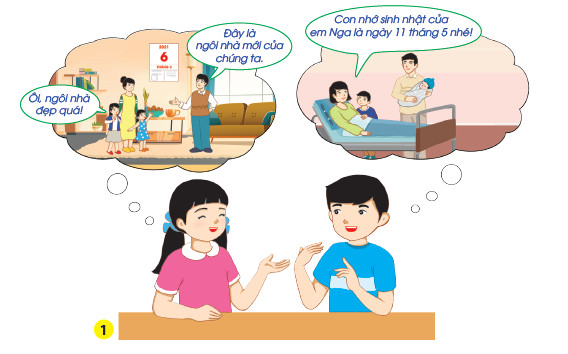 Đây là
ngôi nhà mới của
chúng ta.
Con nhớ sinh nhật của
em Nga là ngày 11 tháng 5 nhé!
2021
6
Ôi, ngôi nhà
đẹp quá!
1